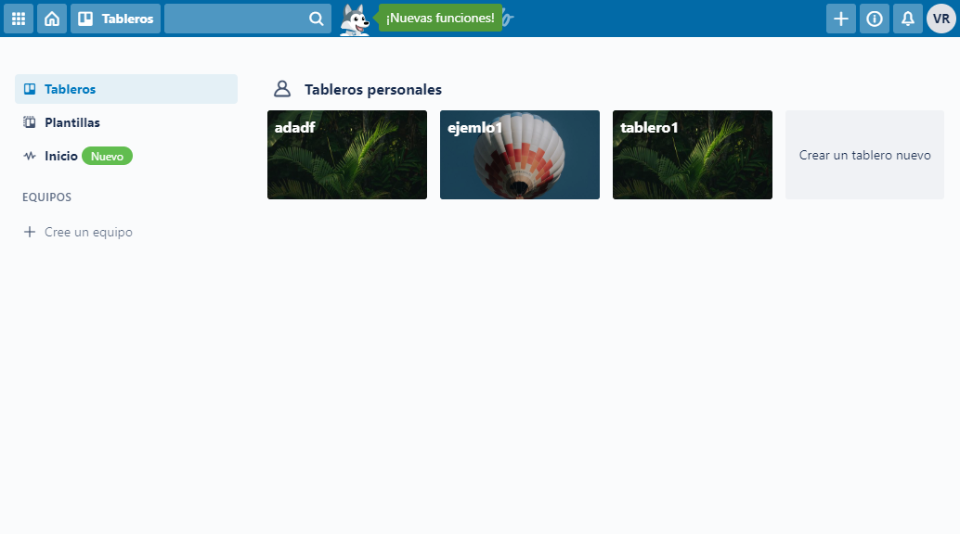 Tableros
¡Nuevas funciones!
VR
Tableros
Plantillas
Inicio Nuevo
EQUIPOS
+ Cree un equipo
Tableros personales
adadf
ejemlo1
tablero1
Crear un tablero nuevo